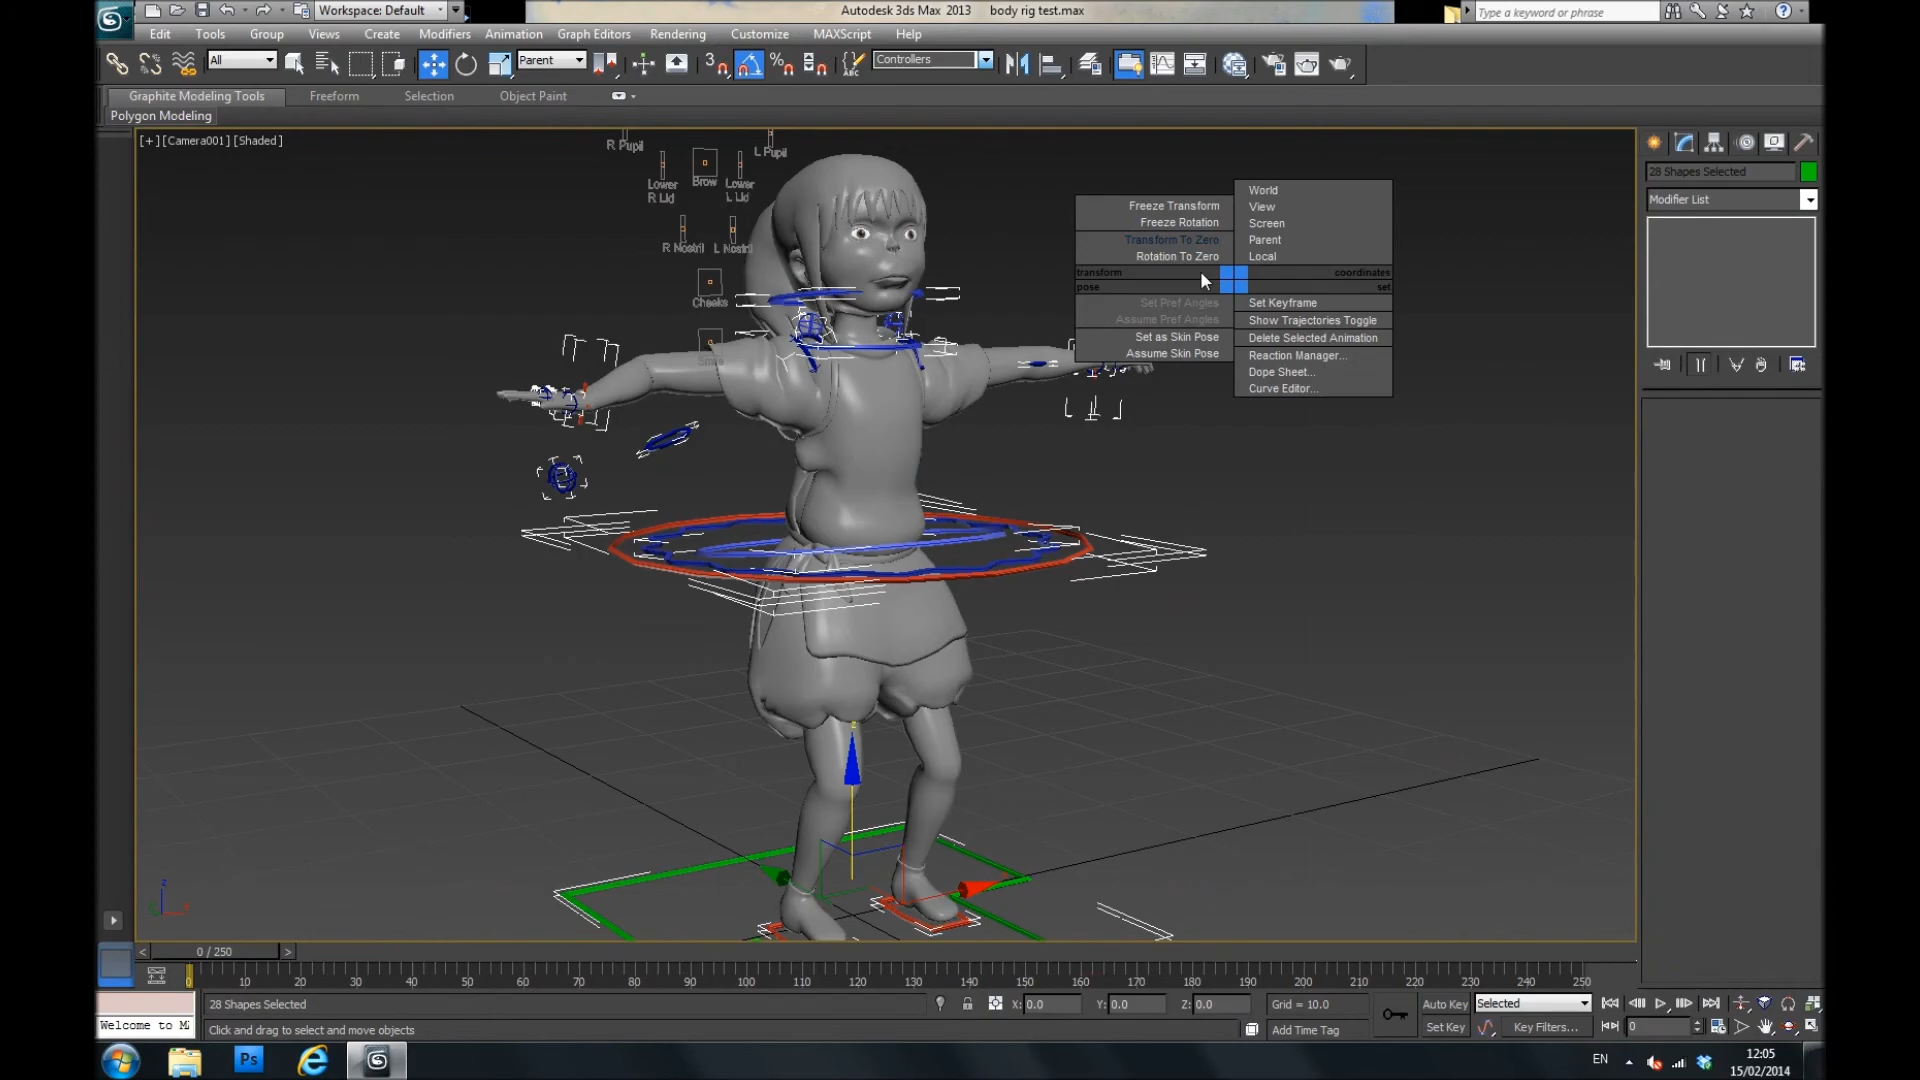 Workspace: Default
Autodesk 3ds Max 2013 body rig test.max
Type a keyword or phrase
Edit Tools Group Views Create Modifiers Animation Graph Editors Rendering Customize MAXScript Help
All Parent Controllers
Graphite Modeling Tools Freeform Selection Object Paint
Polygon Modeling
[+] [Camera001] [Shaded]
28 Shapes Selected
Modifier List
R Pupil L Pupil
Lower R Lid
Brow
Lower L Lid
R Nostril L Nostril
Cheeks
Freeze Transform
Freeze Rotation
Transform To Zero
Rotation To Zero
transform
pose
Set Pref Angles
Assume Pref Angles
Set as Skin Pose
Assume Skin Pose
World
View
Screen
Parent
Local
coordinates
set
Set Keyframe
Show Trajectories Toggle
Delete Selected Animation
Reaction Manager...
Dope Sheet...
Curve Editor...
z
z
< 0 / 250 >
0 10 20 30 40 50 60 70 80 90 100 110 120 130 140 150 160 170 180 190 200 210 220 230 240 250
28 Shapes Selected X: 0.0 Y: 0.0 Z: 0.0 Grid = 10.0 Auto Key Selected
Welcome to M
Click and drag to select and move objects Add Time Tag Set Key Key Filters... 0
Ps
EN
12:05
15/02/2014